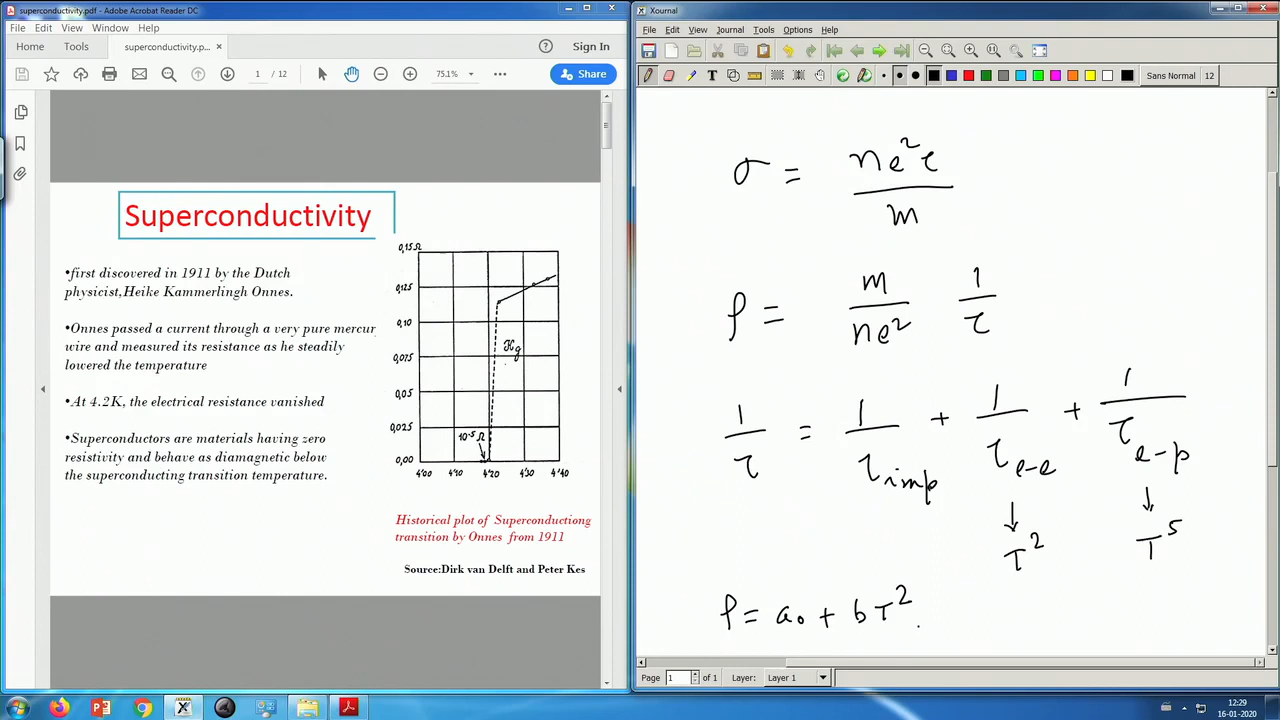 superconductivity.pdf - Adobe Acrobat Reader DC
File Edit View Window Help
Home Tools superconductivity.p... × Sign In
1 / 12 75.1% Share
Superconductivity
•first discovered in 1911 by the Dutch
physicist,Heike Kammerlingh Onnes.
•Onnes passed a current through a very pure mercur
wire and measured its resistance as he steadily
lowered the temperature
•At 4.2K, the electrical resistance vanished
•Superconductors are materials having zero
resistivity and behave as diamagnetic below
the superconducting transition temperature.
0,15 Ω
0,125
0,10
0,075
0,05
0,025
0,00
Hg
10⁻⁵ Ω
4'00 4'10 4'20 4'30 4'40
Historical plot of Superconductiong
transition by Onnes from 1911
Source:Dirk van Delft and Peter Kes
Xournal
File Edit View Journal Tools Options Help
Sans Normal 12
σ = ne²τ / m
ρ = m / ne² 1 / τ
1 / τ = 1 / τimp + 1 / τe-e + 1 / τe-p
↓ ↓
T² T⁵
ρ = a₀ + bT²
Page 1 of 1 Layer: Layer 1
12:29
16-01-2020